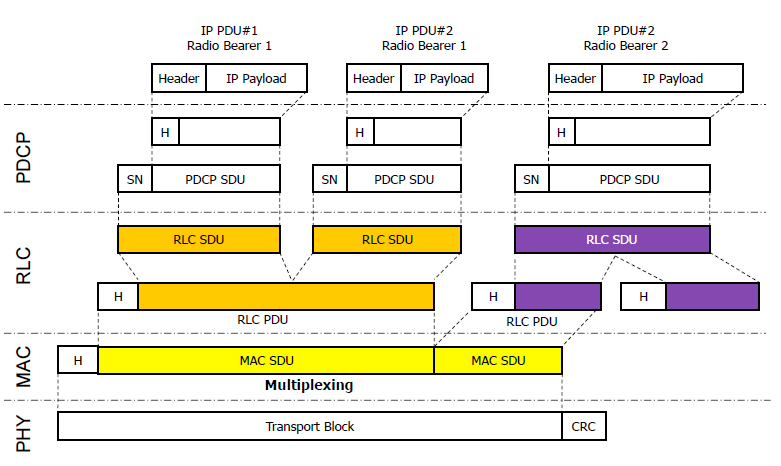 IP PDU#1
Radio Bearer 1
IP PDU#2
Radio Bearer 1
IP PDU#2
Radio Bearer 2
Header IP Payload
Header IP Payload
Header IP Payload
PDCP
H
H
H
SN PDCP SDU
SN PDCP SDU
SN PDCP SDU
RLC
RLC SDU
RLC SDU
RLC SDU
H
H
H
RLC PDU
RLC PDU
MAC
H
MAC SDU
MAC SDU
Multiplexing
PHY
Transport Block
CRC